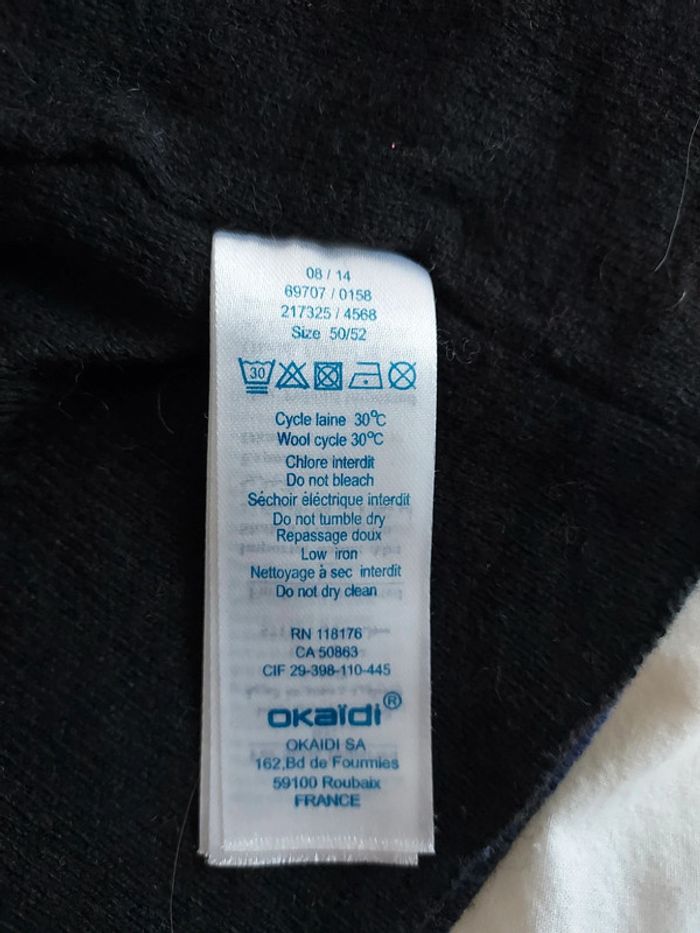 08 / 14
69707 / 0158
217325 / 4568
Size 50/52
30
Cycle laine 30°C
Wool cycle 30°C
Chlore interdit
Do not bleach
Séchoir éléctrique interdit
Do not tumble dry
Repassage doux
Low iron
Nettoyage à sec interdit
Do not dry clean
RN 118176
CA 50863
CIF 29-398-110-445
okaïdi®
OKAIDI SA
162,Bd de Fourmies
59100 Roubaix
FRANCE